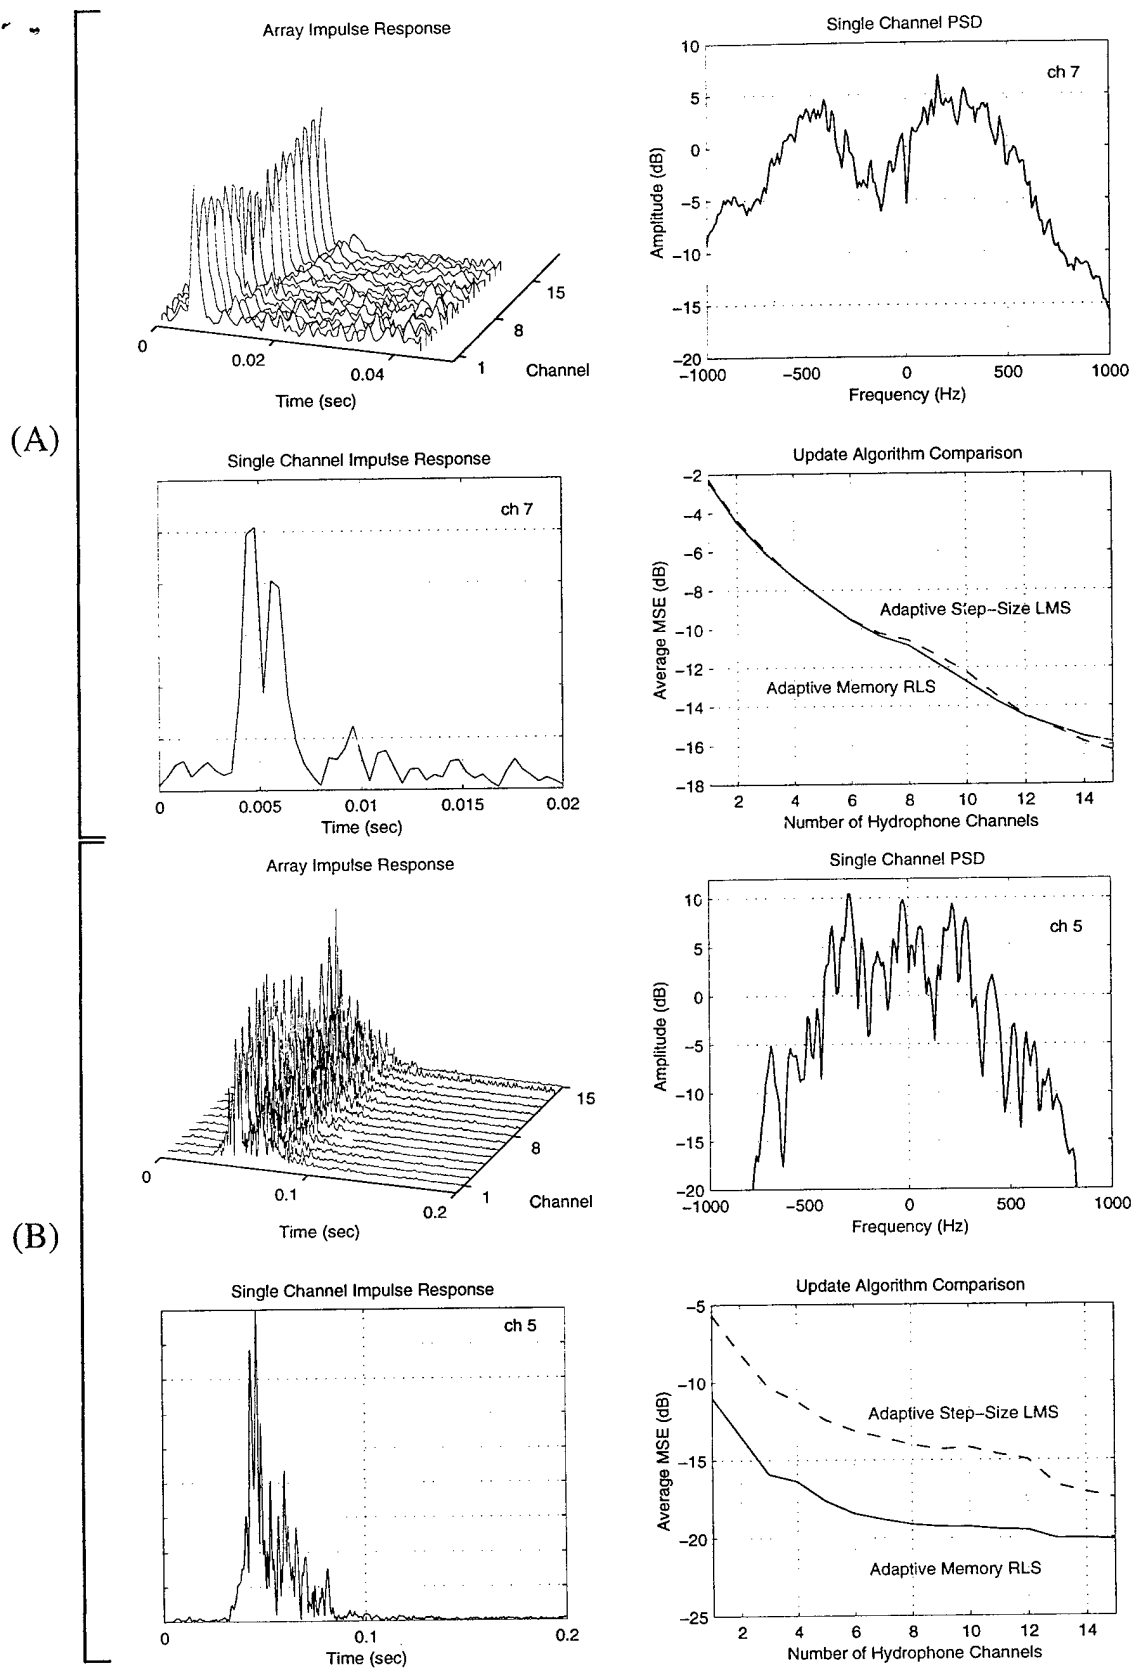 (A)
Array Impulse Response
0
0.02
0.04
1
8
15
Channel
Time (sec)
Single Channel PSD
ch 7
10
5
0
−5
−10
−15
−20
−1000
−500
0
500
1000
Amplitude (dB)
Frequency (Hz)
Single Channel Impulse Response
ch 7
0
0.005
0.01
0.015
0.02
Time (sec)
Update Algorithm Comparison
−2
−4
−6
−8
−10
−12
−14
−16
−18
Average MSE (dB)
Adaptive Step−Size LMS
Adaptive Memory RLS
2
4
6
8
10
12
14
Number of Hydrophone Channels
(B)
Array Impulse Response
0
0.1
0.2
1
8
15
Channel
Time (sec)
Single Channel PSD
ch 5
10
5
0
−5
−10
−15
−20
−1000
−500
0
500
1000
Amplitude (dB)
Frequency (Hz)
Single Channel Impulse Response
ch 5
0
0.1
0.2
Time (sec)
Update Algorithm Comparison
−5
−10
−15
−20
−25
Average MSE (dB)
Adaptive Step−Size LMS
Adaptive Memory RLS
2
4
6
8
10
12
14
Number of Hydrophone Channels